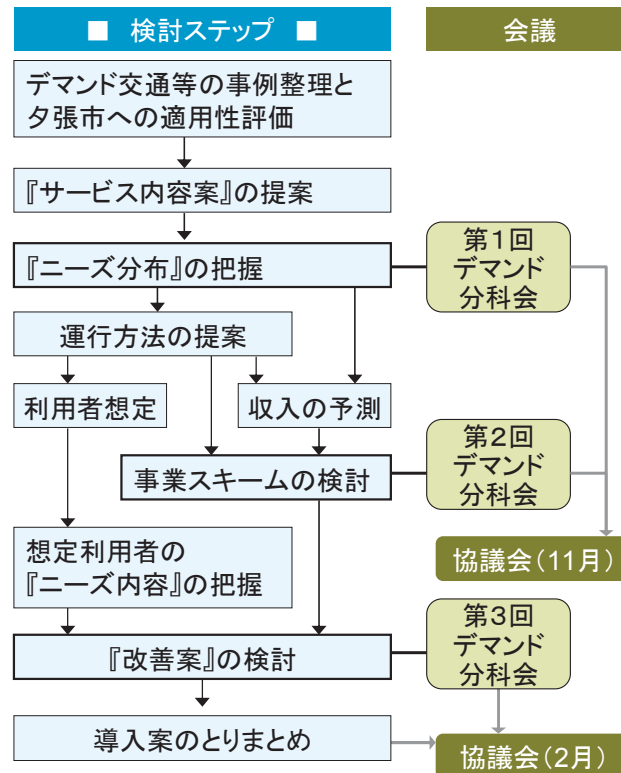 ■ 検討ステップ ■
会議
デマンド交通等の事例整理と
夕張市への適用性評価
『サービス内容案』の提案
『ニーズ分布』の把握
第1回
デマンド
分科会
運行方法の提案
利用者想定
収入の予測
事業スキームの検討
第2回
デマンド
分科会
協議会(11月)
想定利用者の
『ニーズ内容』の把握
『改善案』の検討
第3回
デマンド
分科会
導入案のとりまとめ
協議会(2月)